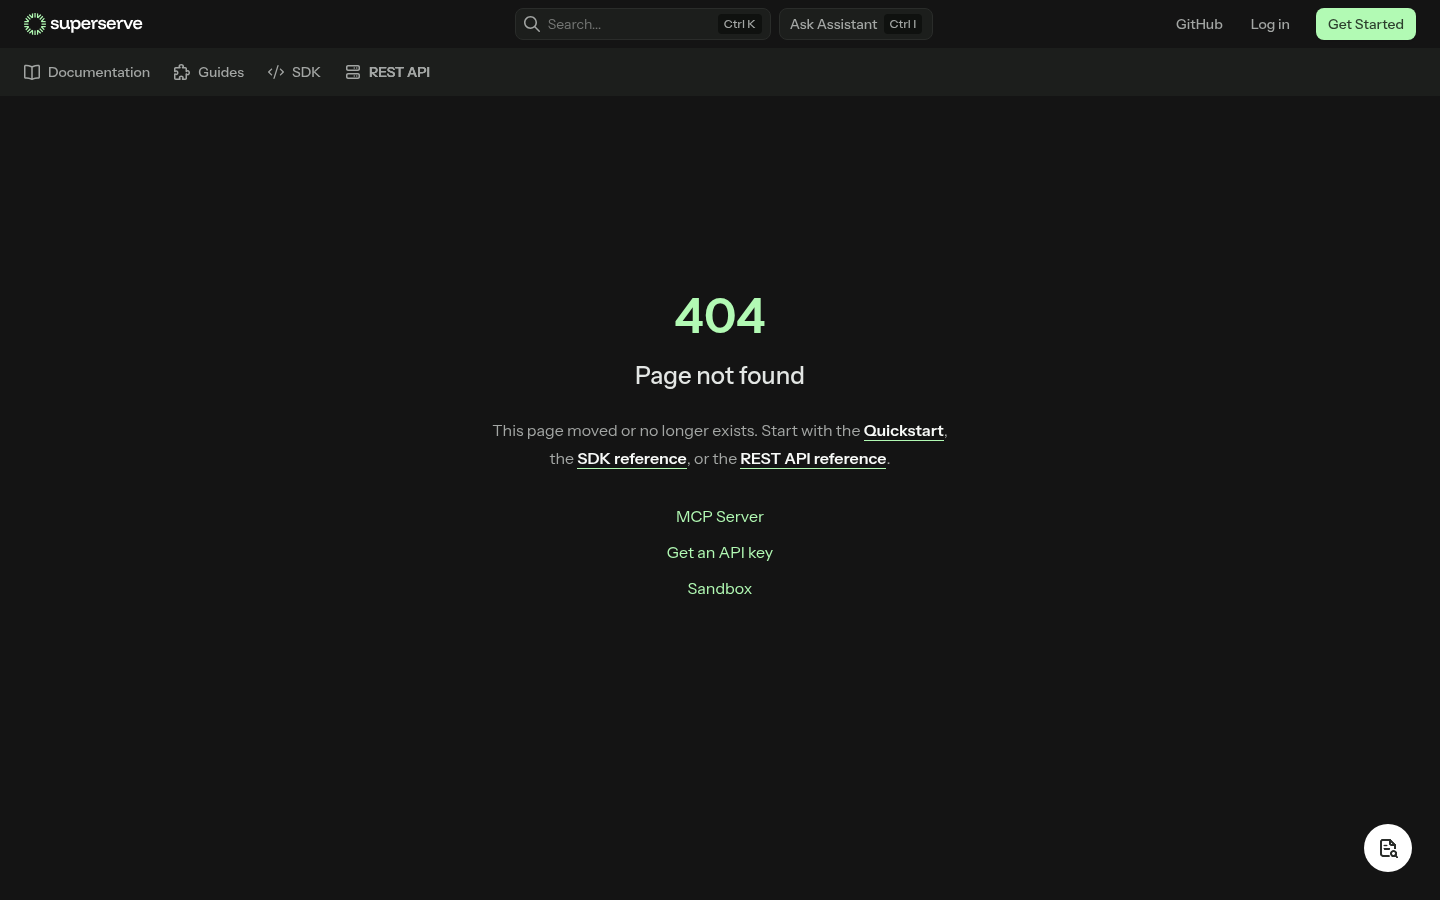 superserve
Search...
Ctrl K
Ask Assistant
Ctrl I
GitHub
Log in
Get Started
Documentation
Guides
SDK
REST API
404
Page not found
This page moved or no longer exists. Start with the Quickstart,
the SDK reference, or the REST API reference.
MCP Server
Get an API key
Sandbox